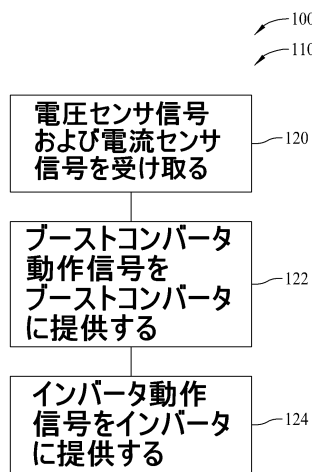 100
110
電圧センサ信号
および電流センサ
信号を受け取る
120
ブーストコンバータ
動作信号を
ブーストコンバータ
に提供する
122
インバータ動作
信号をインバータ
に提供する
124